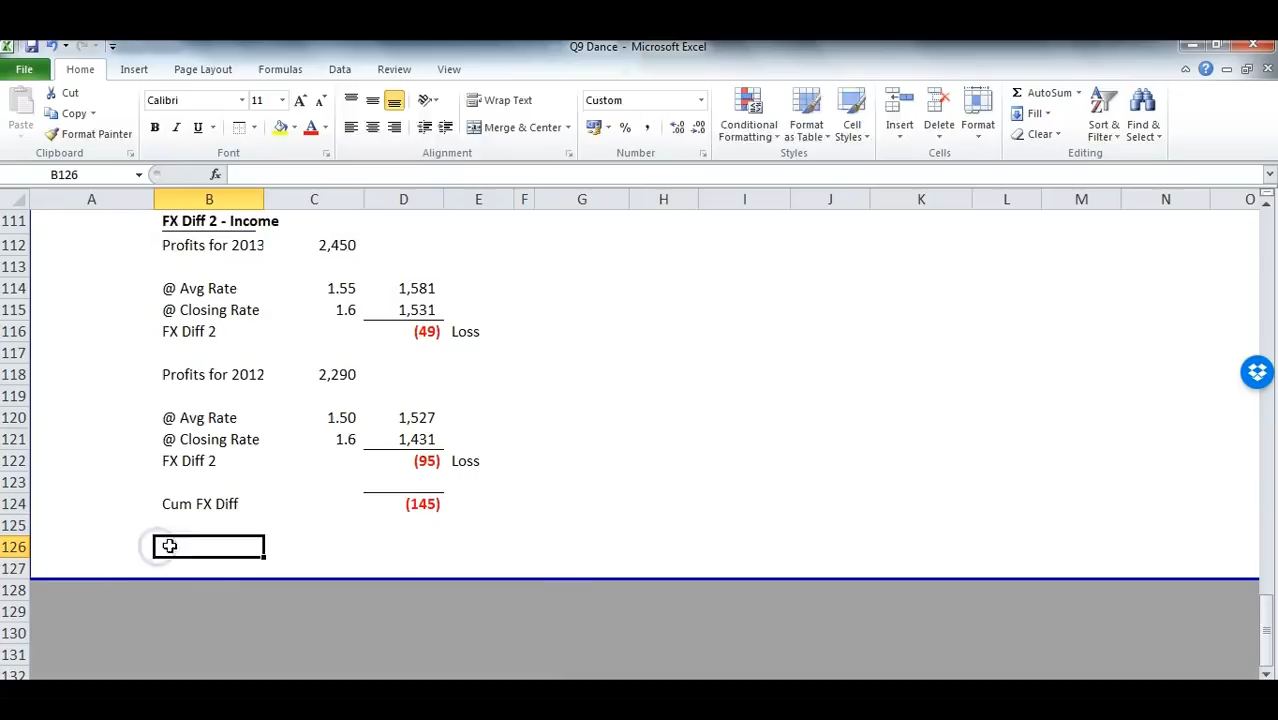 Q9 Dance - Microsoft Excel
File Home Insert Page Layout Formulas Data Review View
Paste
Cut
Copy
Format Painter
Clipboard
Calibri 11
B I U
Font
Wrap Text
Merge & Center
Alignment
Custom
Number
Conditional Formatting
Format as Table
Cell Styles
Styles
Insert
Delete
Format
Cells
AutoSum
Fill
Clear
Sort & Filter
Find & Select
Editing
B126 fx
A B C D E F G H I J K L M N O
111 FX Diff 2 - Income
112 Profits for 2013 2,450
113
114 @ Avg Rate 1.55 1,581
115 @ Closing Rate 1.6 1,531
116 FX Diff 2 (49) Loss
117
118 Profits for 2012 2,290
119
120 @ Avg Rate 1.50 1,527
121 @ Closing Rate 1.6 1,431
122 FX Diff 2 (95) Loss
123
124 Cum FX Diff (145)
125
126
127
128
129
130
131
132